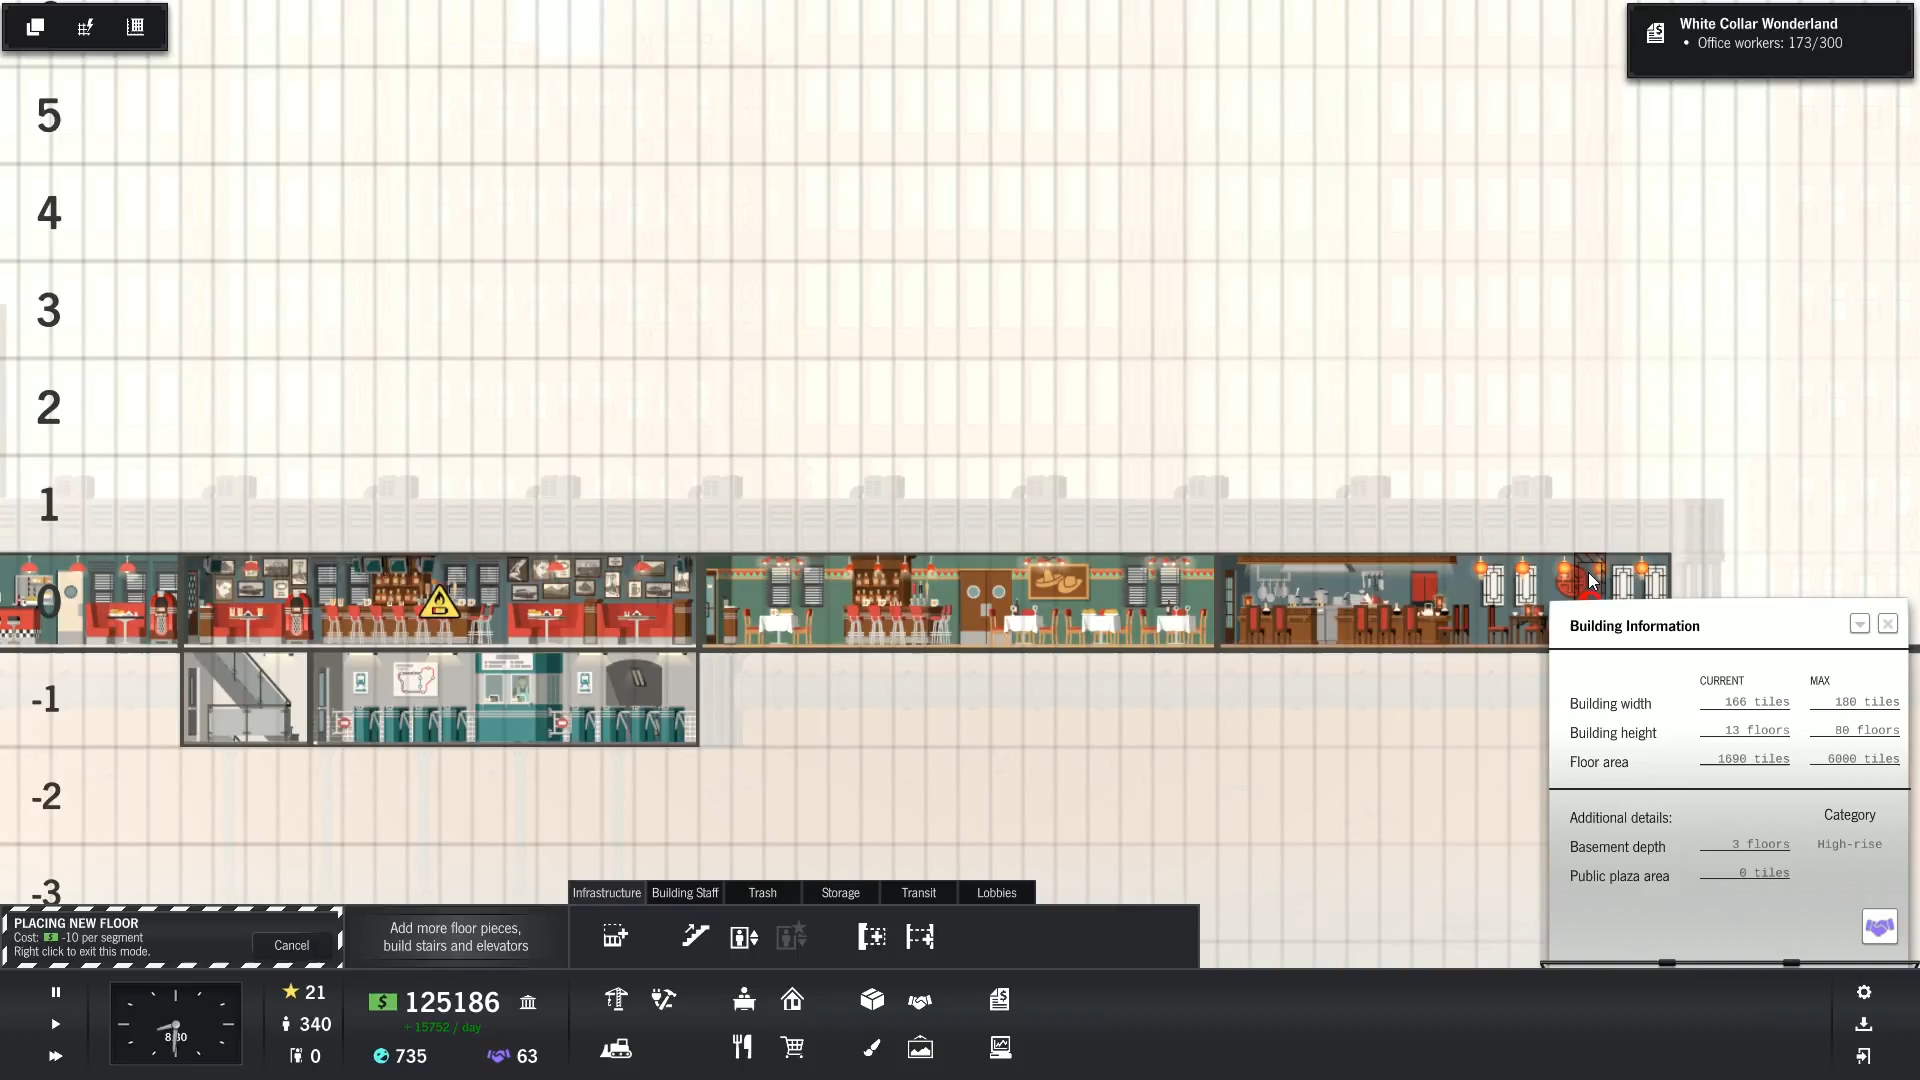 White Collar Wonderland
• Office workers: 173/300
5
4
3
2
1
0
-1
-2
-3
Building Information
CURRENT MAX
Building width 166 tiles 180 tiles
Building height 13 floors 80 floors
Floor area 1690 tiles 6000 tiles
Additional details: Category
Basement depth 3 floors High-rise
Public plaza area 0 tiles
Infrastructure Building Staff Trash Storage Transit Lobbies
PLACING NEW FLOOR
Cost: $ -10 per segment
Right click to exit this mode.
Cancel
Add more floor pieces,
build stairs and elevators
8:30
21
340
0
$ 125186
+ 15752 / day
735
63